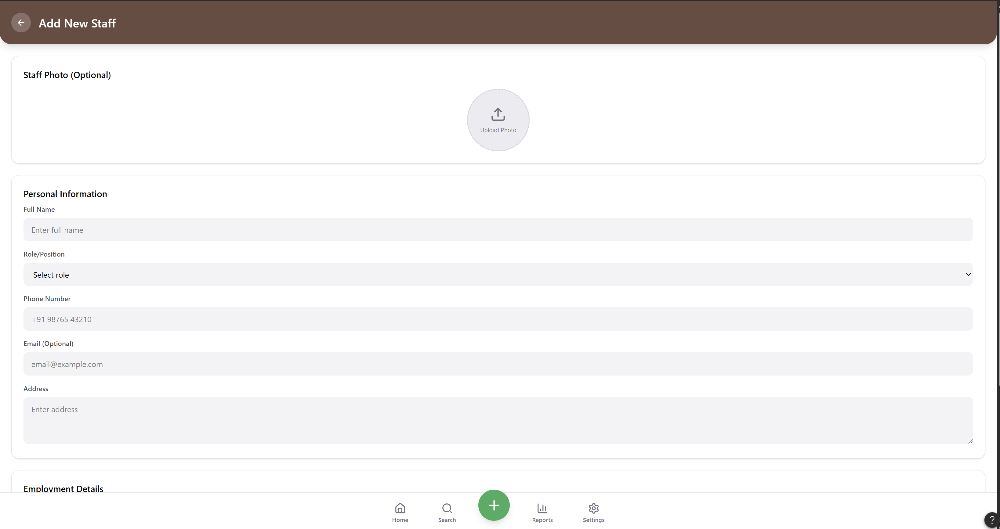 Add New Staff
Staff Photo (Optional)
Upload Photo
Personal Information
Full Name
Enter full name
Role/Position
Select role
Phone Number
+91 98765 43210
Email (Optional)
email@example.com
Address
Enter address
Employment Details
Home
Search
Reports
Settings
?